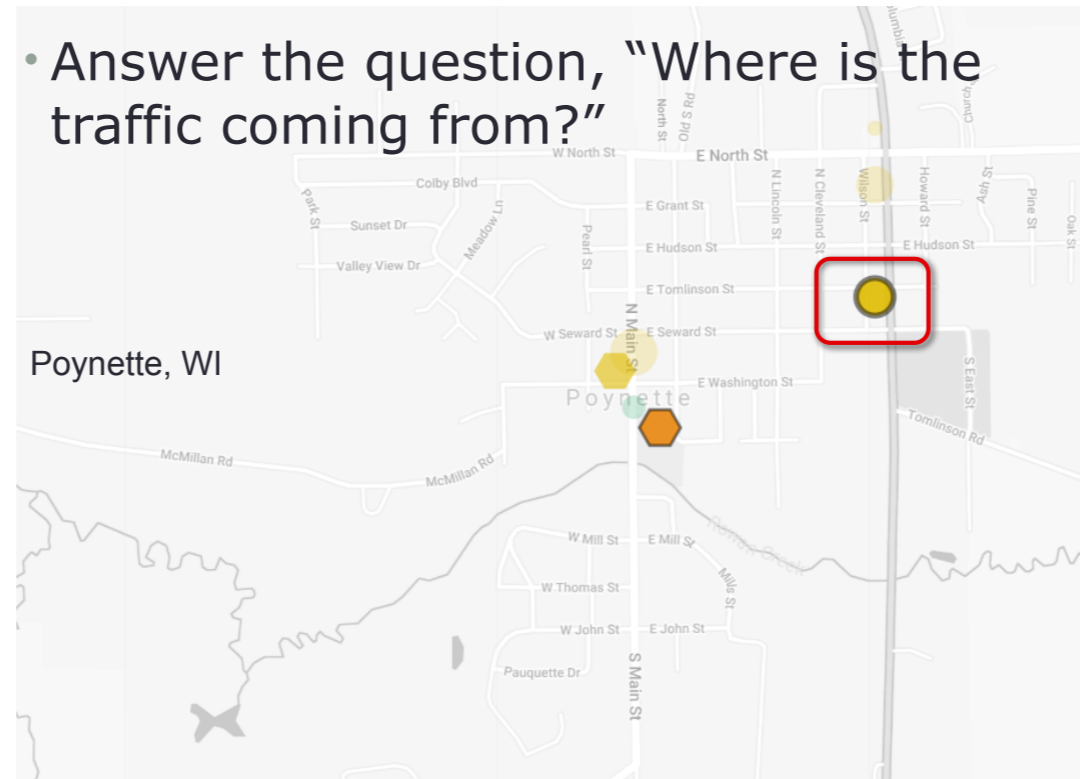 • Answer the question, “Where is the
traffic coming from?”
Columbi
North St
Old S Rd
Church
W North St
E North St
Colby Blvd
Park St
Sunset Dr
Meadow Ln
Valley View Dr
Pearl St
E Grant St
E Hudson St
E Tomlinson St
N Lincoln St
N Cleveland St
Wilson St
Howard St
Ash St
Pine St
Oak St
E Hudson St
N Main St
W Seward St
E Seward St
Poynette, WI
E Washington St
Poynette
S East St
Tomlinson Rd
McMillan Rd
McMillan Rd
Rowan Creek
W Mill St
E Mill St
Mills St
W Thomas St
W John St
E John St
Pauquette Dr
S Main St